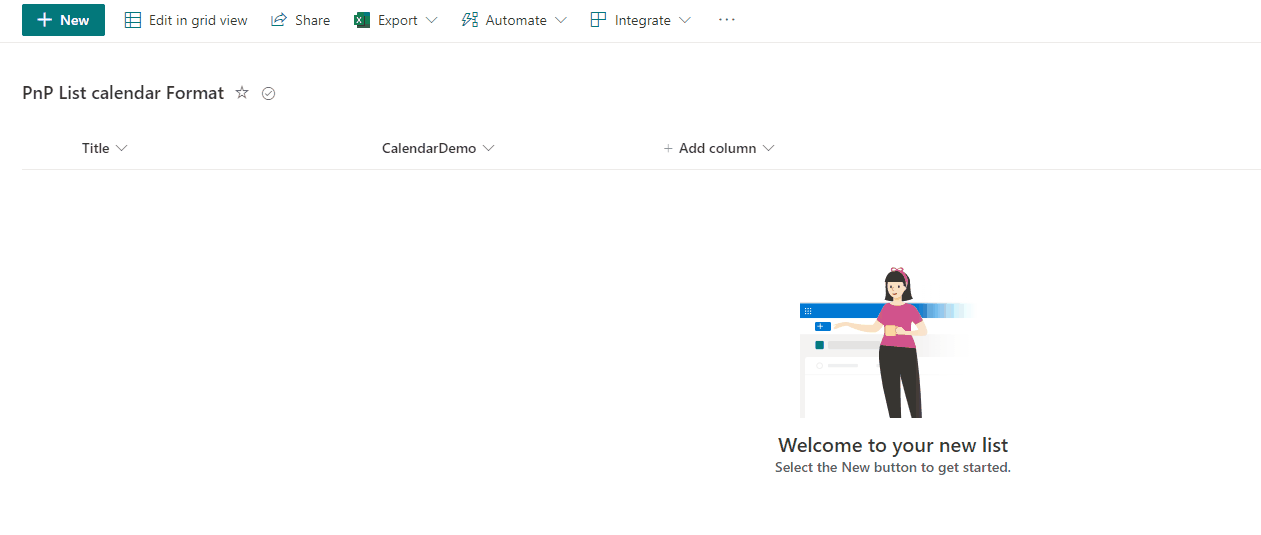 + New Edit in grid view Share Export Automate Integrate ...
PnP List calendar Format
Title CalendarDemo + Add column
Welcome to your new list
Select the New button to get started.